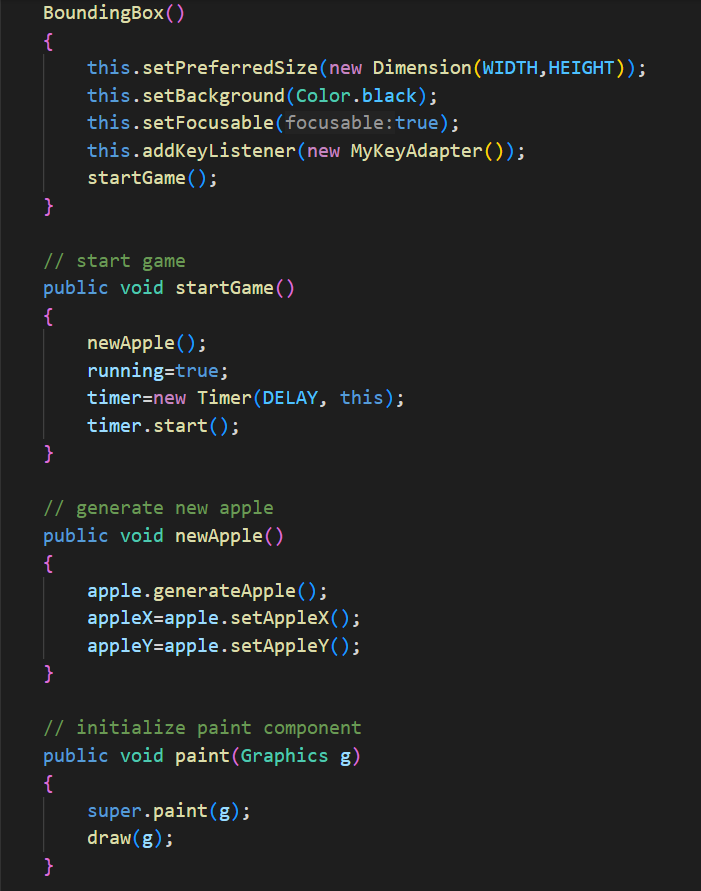 BoundingBox()
{
this.setPreferredSize(new Dimension(WIDTH,HEIGHT));
this.setBackground(Color.black);
this.setFocusable(focusable:true);
this.addKeyListener(new MyKeyAdapter());
startGame();
}
// start game
public void startGame()
{
newApple();
running=true;
timer=new Timer(DELAY, this);
timer.start();
}
// generate new apple
public void newApple()
{
apple.generateApple();
appleX=apple.setAppleX();
appleY=apple.setAppleY();
}
// initialize paint component
public void paint(Graphics g)
{
super.paint(g);
draw(g);
}